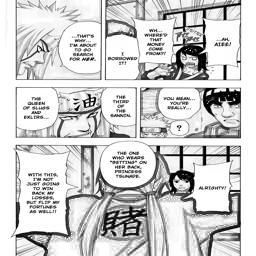 ...AH,
AIEE!
WH...
WHERE'D
THAT
MONEY
COME
FROM?!
I
BORROWED
IT!
...THAT'S
WHY...
I'M ABOUT
TO GO
SEARCH
FOR HER.
YOU
MEAN...
YOU'RE
REALLY...
?
THE
THIRD
OF THE
SANNIN.
油
THE
QUEEN
OF SLUGS
AND
EXLIRS.
THE ONE
WHO WEARS
"BETTING" ON
HER BACK,
PRINCESS
TSUNADE.
ALRIGHTY!
賭
WITH THIS,
I'M NOT
JUST GOING
TO WIN
BACK MY
LOSSES,
BUT FLIP MY
FORTUNES
AS WELL!!